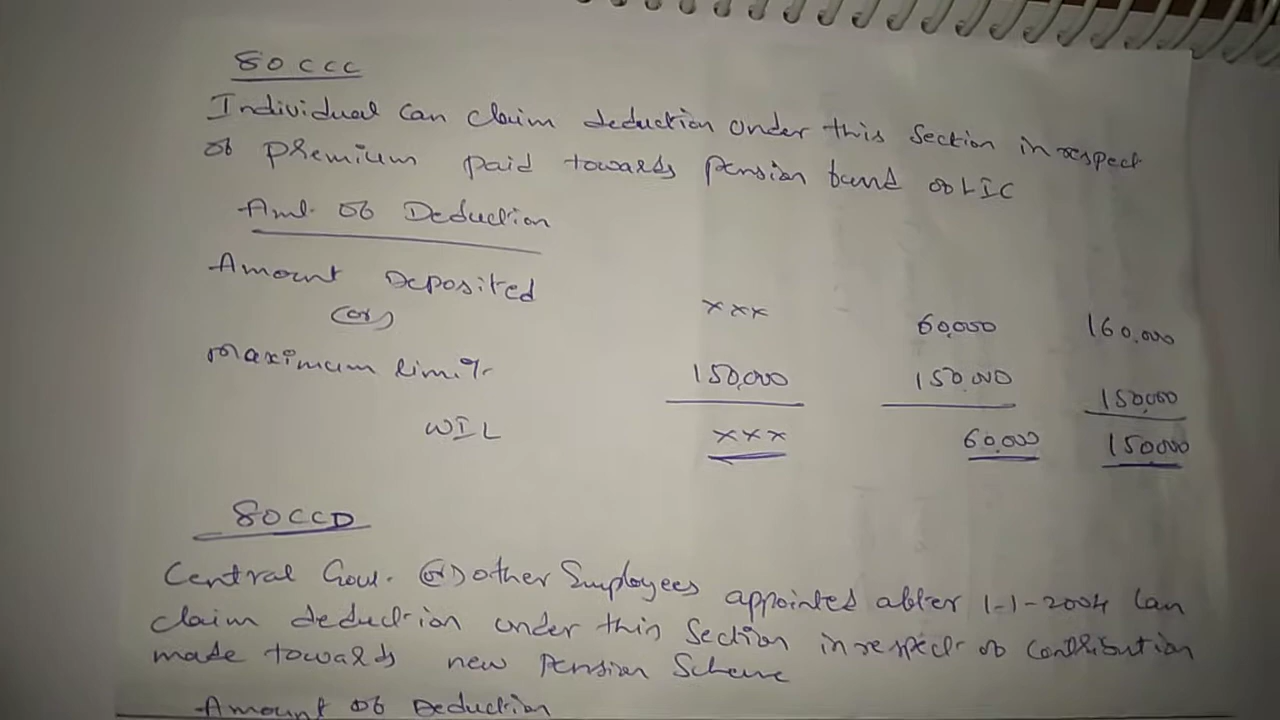 80 CCC
Individual Can claim deduction under this Section in respect
of premium paid towards pension fund of LIC
Amt. Of Deduction
Amount Deposited xxx 60,000 160,000
(or)
Maximum limit 150,000 150,000 150,000
WIL xxx 60,000 150000
80CCD
Central Govt. (or) other Employees appointed after 1-1-2004 Can
claim deduction under this Section in respect of contribution
made towards new Pension Scheme
Amount Of Deduction